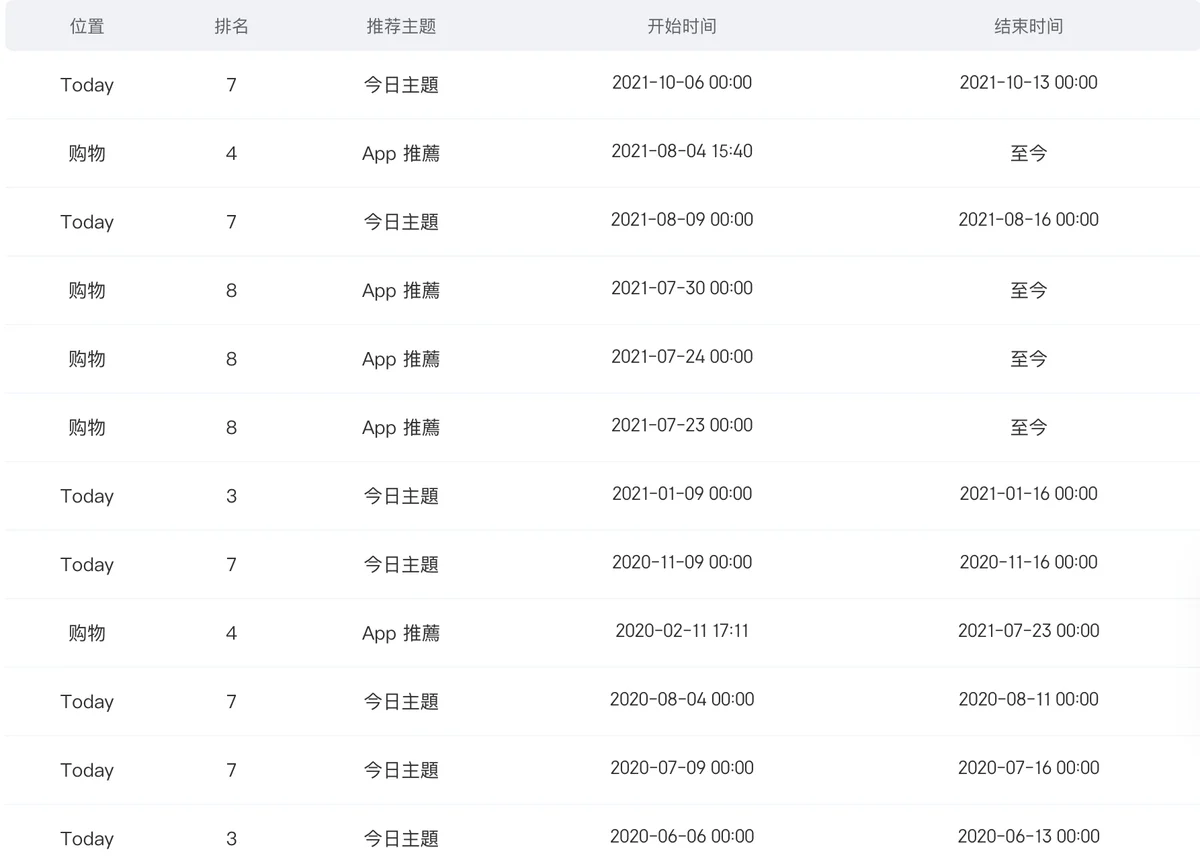 位置 排名 推荐主题 开始时间 结束时间
Today 7 今日主題 2021-10-06 00:00 2021-10-13 00:00
购物 4 App 推薦 2021-08-04 15:40 至今
Today 7 今日主題 2021-08-09 00:00 2021-08-16 00:00
购物 8 App 推薦 2021-07-30 00:00 至今
购物 8 App 推薦 2021-07-24 00:00 至今
购物 8 App 推薦 2021-07-23 00:00 至今
Today 3 今日主題 2021-01-09 00:00 2021-01-16 00:00
Today 7 今日主題 2020-11-09 00:00 2020-11-16 00:00
购物 4 App 推薦 2020-02-11 17:11 2021-07-23 00:00
Today 7 今日主題 2020-08-04 00:00 2020-08-11 00:00
Today 7 今日主題 2020-07-09 00:00 2020-07-16 00:00
Today 3 今日主題 2020-06-06 00:00 2020-06-13 00:00